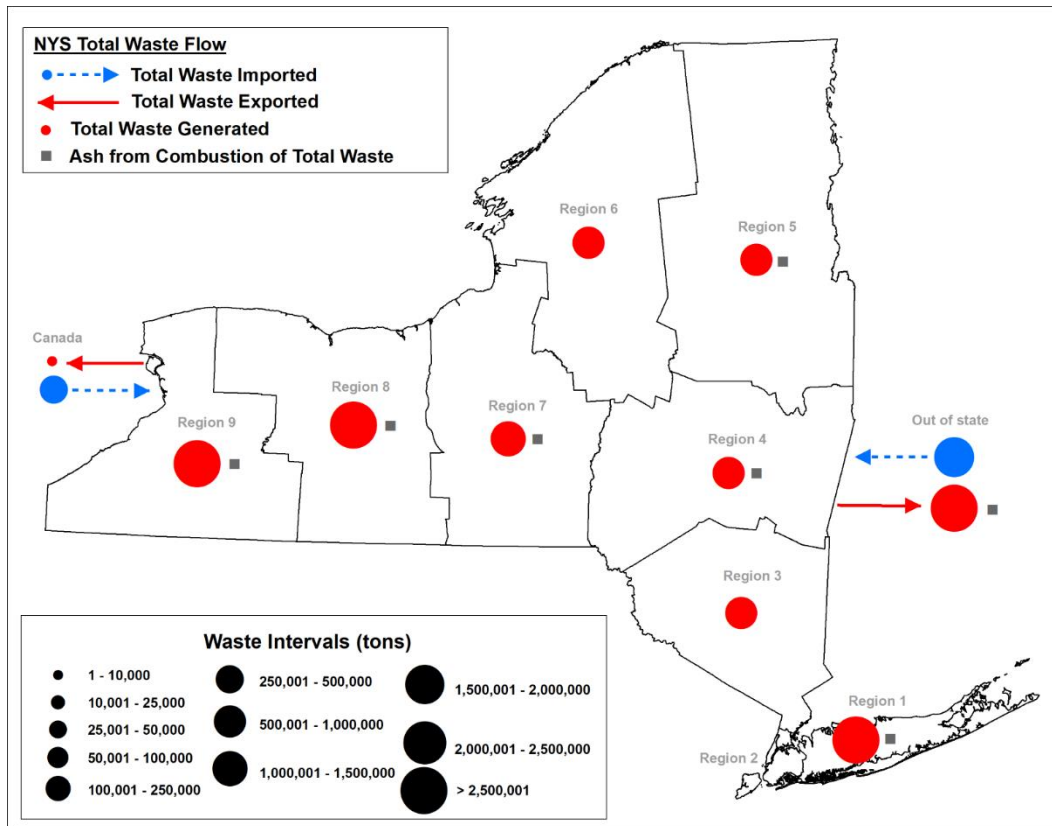 NYS Total Waste Flow
Total Waste Imported
Total Waste Exported
Total Waste Generated
Ash from Combustion of Total Waste
Region 6
Region 5
Canada
Region 8
Region 9
Region 7
Region 4
Out of state
Region 3
Region 1
Region 2
Waste Intervals (tons)
1 - 10,000
10,001 - 25,000
25,001 - 50,000
50,001 - 100,000
100,001 - 250,000
250,001 - 500,000
500,001 - 1,000,000
1,000,001 - 1,500,000
1,500,001 - 2,000,000
2,000,001 - 2,500,000
> 2,500,001